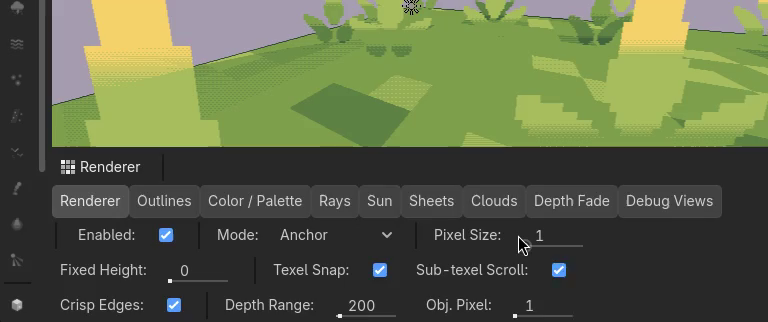 Renderer
Renderer Outlines Color / Palette Rays Sun Sheets Clouds Depth Fade Debug Views
Enabled: Mode: Anchor Pixel Size: 1
Fixed Height: 0 Texel Snap: Sub-texel Scroll:
Crisp Edges: Depth Range: 200 Obj. Pixel: 1